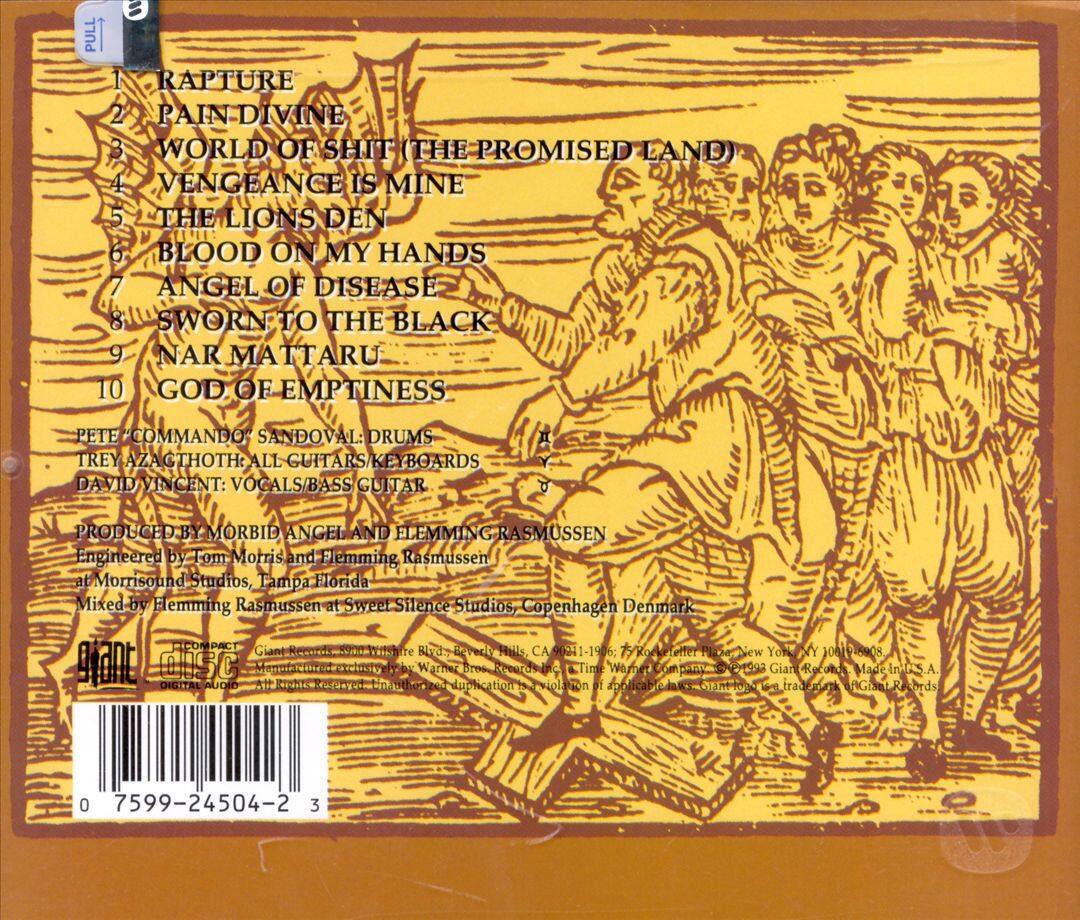 PULL
1 RAPTURE
2 PAIN DIVINE
3 WORLD OF SHIT (THE PROMISED LAND)
4 VENGEANCE IS MINE
5 THE LIONS DEN
6 BLOOD ON MY HANDS
7 ANGEL OF DISEASE
8 SWORN TO THE BLACK
9 NAR MATTARU
10 GOD OF EMPTINESS
PETE "COMMANDO" SANDOVAL: DRUMS ♊
TREY AZAGTHOTH: ALL GUITARS/KEYBOARDS ♈
DAVID VINCENT: VOCALS/BASS GUITAR ♉
PRODUCED BY MORBID ANGEL AND FLEMMING RASMUSSEN
Engineered by Tom Morris and Flemming Rasmussen
at Morrisound Studios, Tampa Florida
Mixed by Flemming Rasmussen at Sweet Silence Studios, Copenhagen Denmark
giant
COMPACT
disc
DIGITAL AUDIO
Giant Records, 8900 Wilshire Blvd., Beverly Hills, CA 90211-1906; 75 Rockefeller Plaza, New York, NY 10019-6908.
Manufactured exclusively by Warner Bros. Records Inc., a Time Warner Company. ©℗1993 Giant Records. Made in U.S.A.
All Rights Reserved. Unauthorized duplication is a violation of applicable laws. Giant logo is a trademark of Giant Records
0 7599-24504-2 3